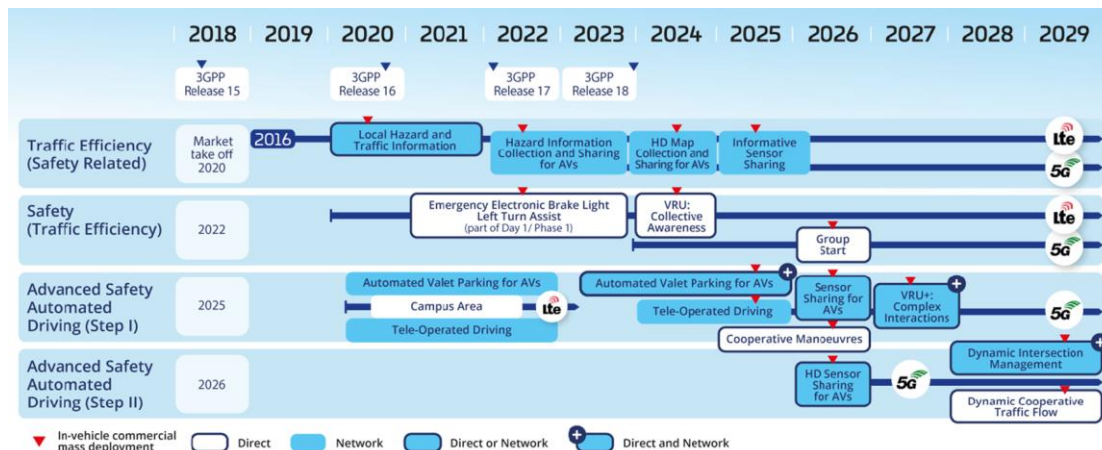 2018 2019 2020 2021 2022 2023 2024 2025 2026 2027 2028 2029
3GPP
Release 15
3GPP
Release 16
3GPP
Release 17
3GPP
Release 18
Traffic Efficiency
(Safety Related)
Market
take off
2020
2016
Local Hazard and
Traffic Information
Hazard Information
Collection and Sharing
for AVs
HD Map
Collection and
Sharing for AVs
Informative
Sensor
Sharing
lte
5G
Safety
(Traffic Efficiency)
2022
Emergency Electronic Brake Light
Left Turn Assist
(part of Day 1/ Phase 1)
VRU:
Collective
Awareness
Group
Start
lte
5G
Advanced Safety
Automated
Driving (Step I)
2025
Automated Valet Parking for AVs
Campus Area
lte
Tele-Operated Driving
Automated Valet Parking for AVs
+
Tele-Operated Driving
Cooperative Manoeuvres
Sensor
Sharing for
AVs
VRU+:
Complex
Interactions
+
5G
Advanced Safety
Automated
Driving (Step II)
2026
HD Sensor
Sharing
for AVs
5G
Dynamic Intersection
Management
+
Dynamic Cooperative
Traffic Flow
In-vehicle commercial
mass deployment
Direct
Network
Direct or Network
+
Direct and Network